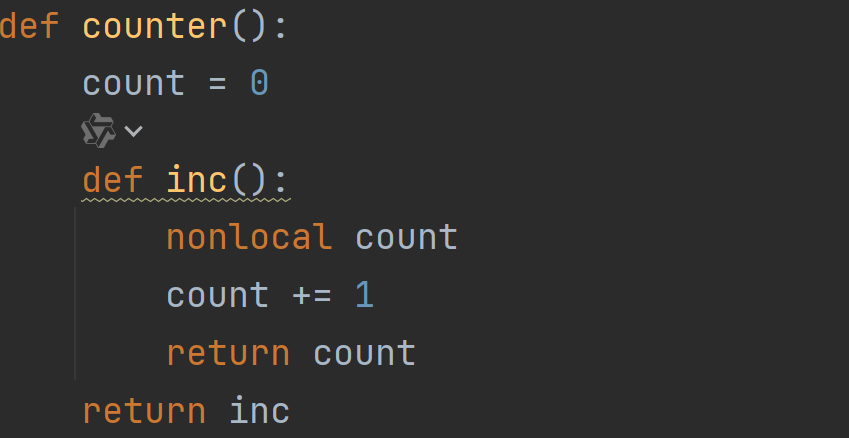 def counter():
    count = 0
    def inc():
        nonlocal count
        count += 1
        return count
    return inc